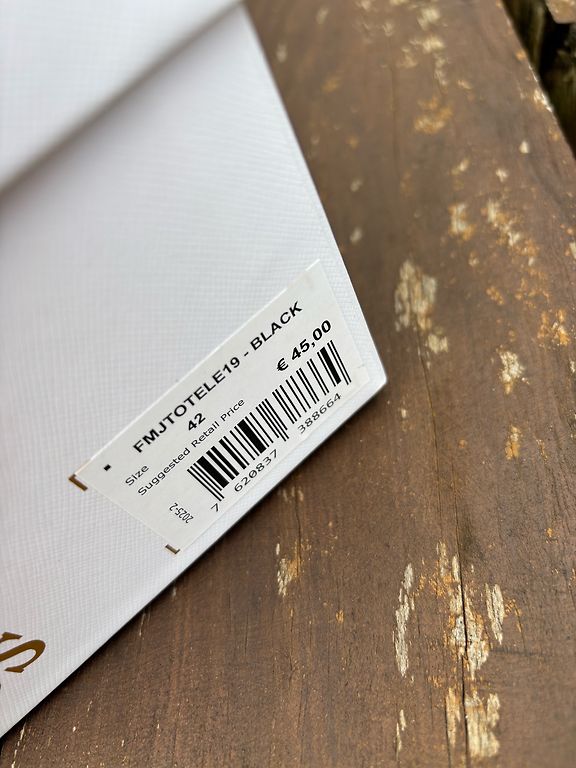 FMJTOTELE19 - BLACK
Size 42
Suggested Retail Price € 45,00
7 620837 388664
2025-2
S